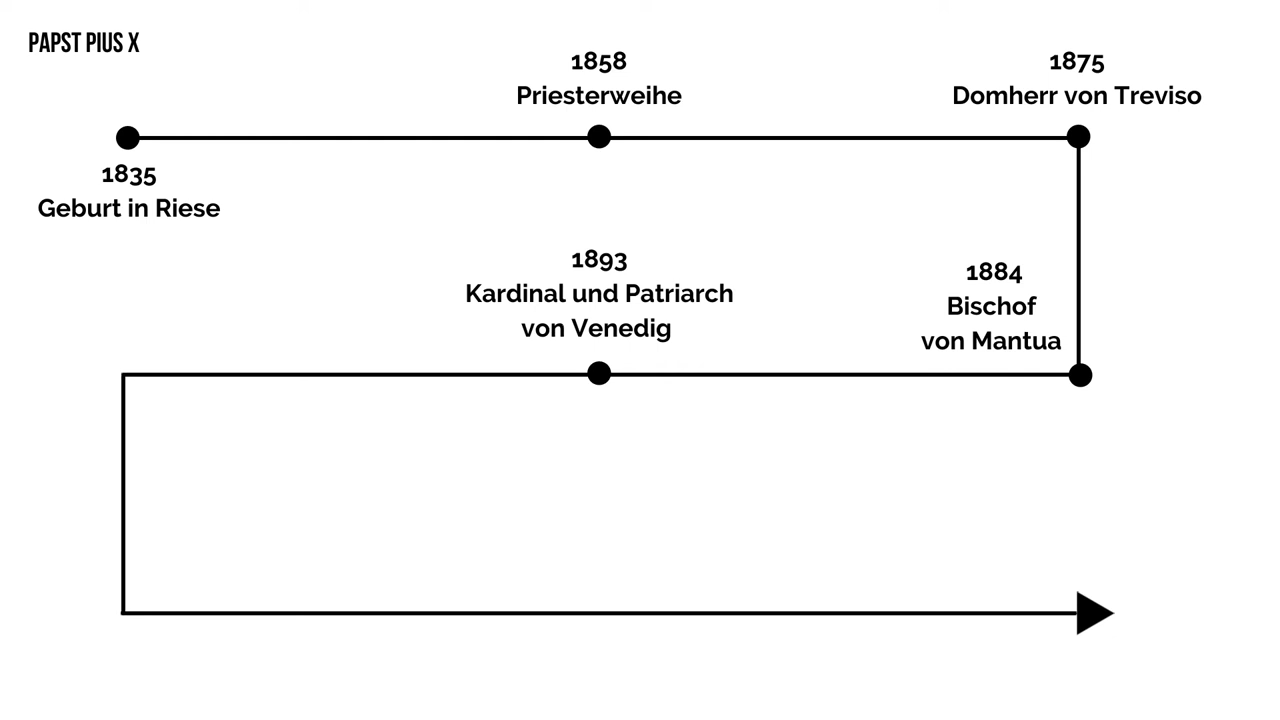 PAPST PIUS X
1858
Priesterweihe
1875
Domherr von Treviso
1835
Geburt in Riese
1893
Kardinal und Patriarch
von Venedig
1884
Bischof
von Mantua